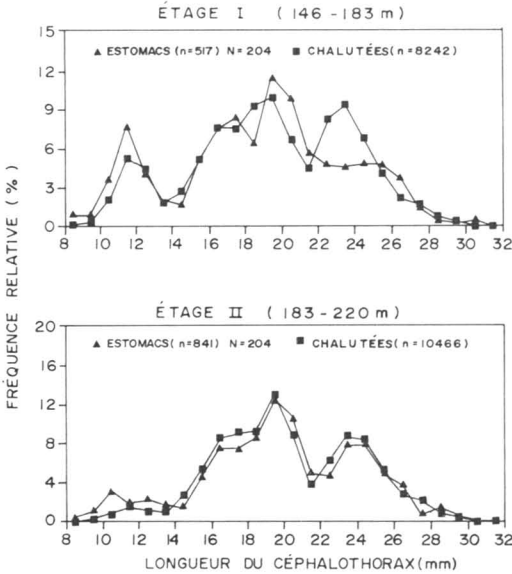 ÉTAGE I (146-183 m)
▲ ESTOMACS (n=517) N=204 ■ CHALUTÉES (n=8242)
15
12
9
6
3
0
8 10 12 14 16 18 20 22 24 26 28 30 32
FRÉQUENCE RELATIVE (%)
ÉTAGE II (183-220 m)
▲ ESTOMACS (n=841) N=204 ■ CHALUTÉES (n=10466)
20
16
12
8
4
0
8 10 12 14 16 18 20 22 24 26 28 30 32
LONGUEUR DU CÉPHALOTHORAX (mm)